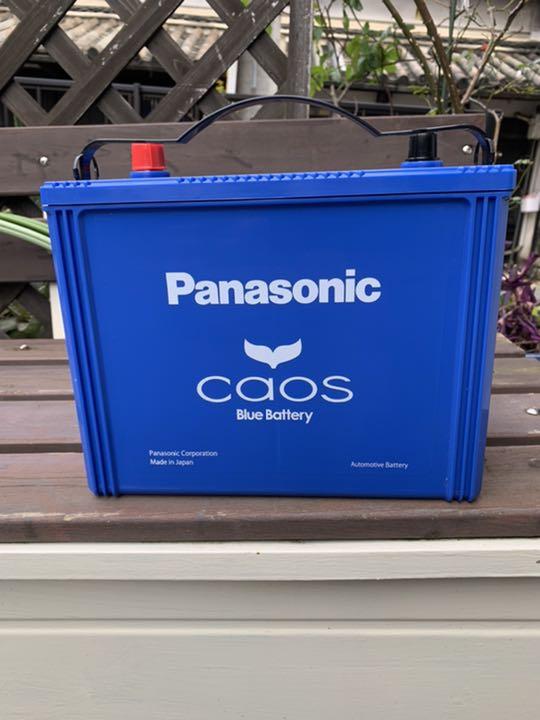 Panasonic
caos
Blue Battery
Panasonic Corporation
Made in Japan
Automotive Battery